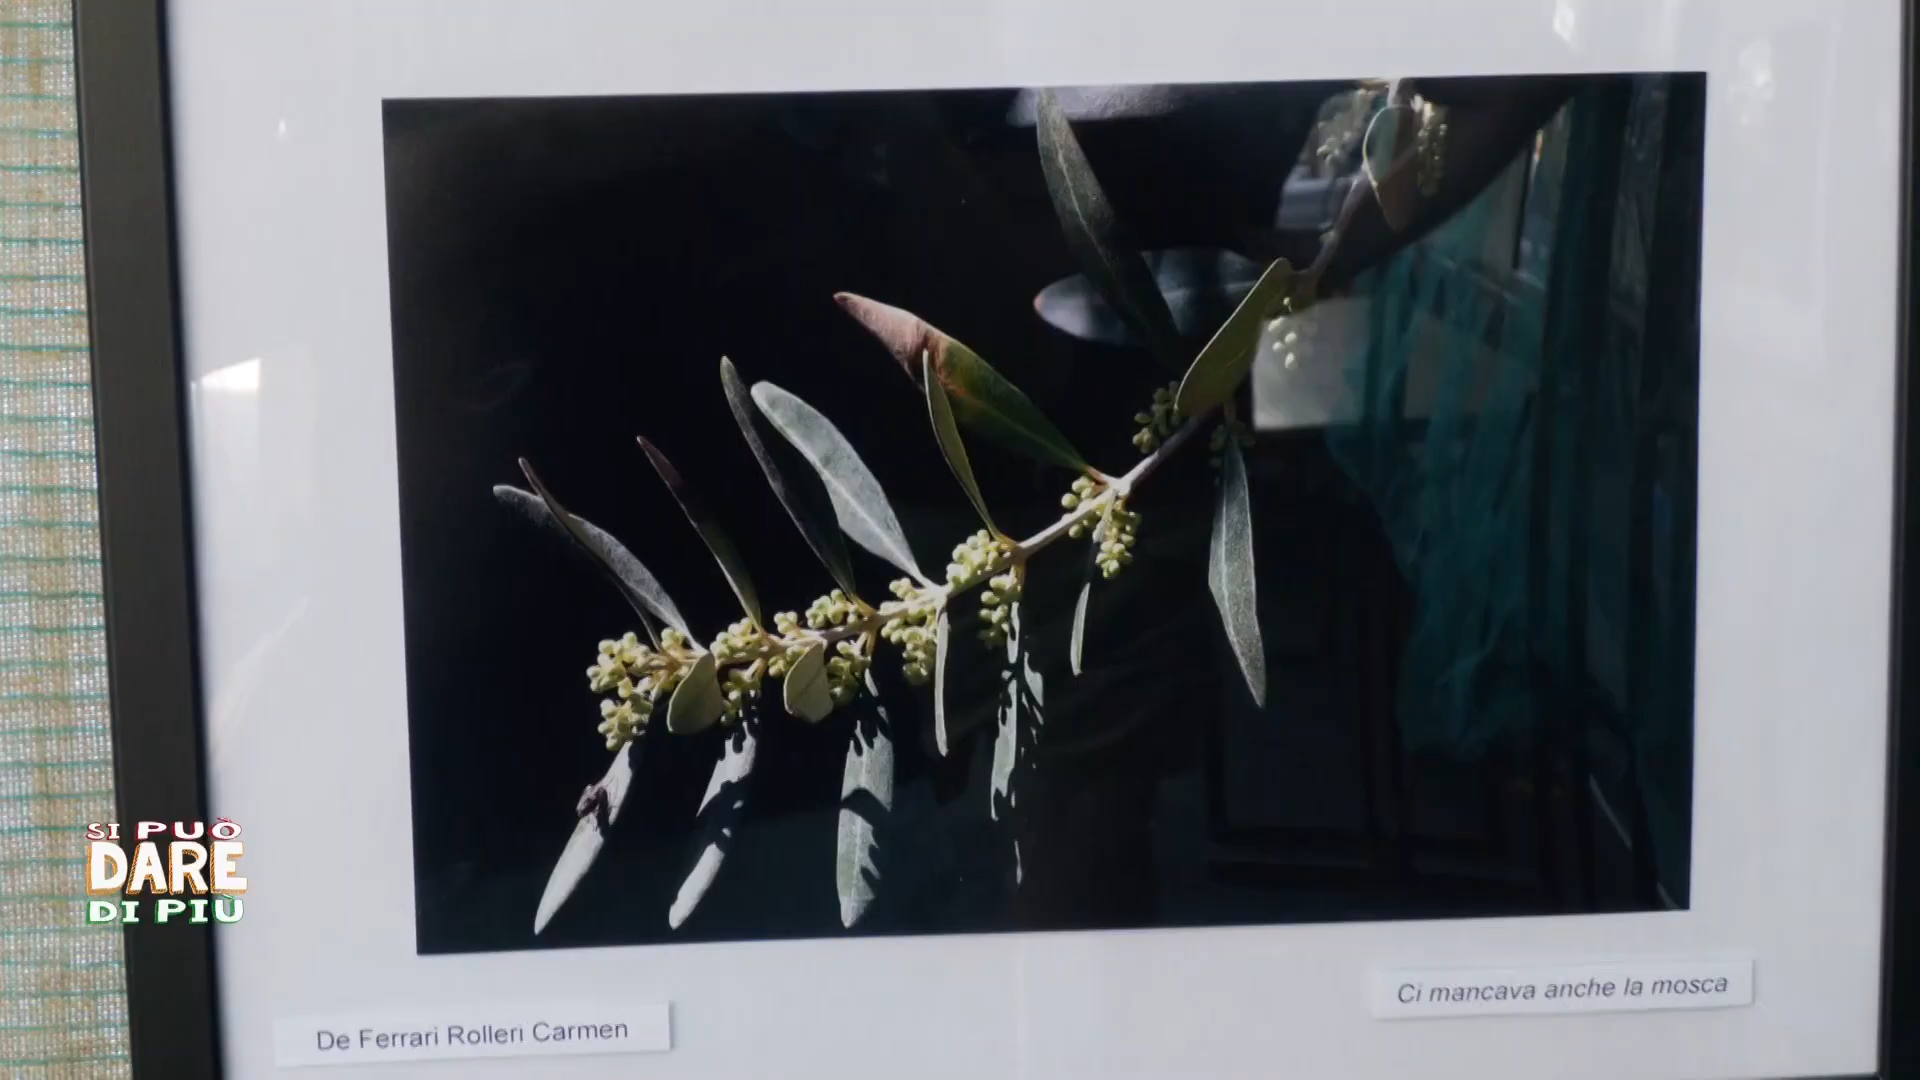 SI PUÒ
DARE
DI PIÙ
De Ferrari Rolleri Carmen
Ci mancava anche la mosca